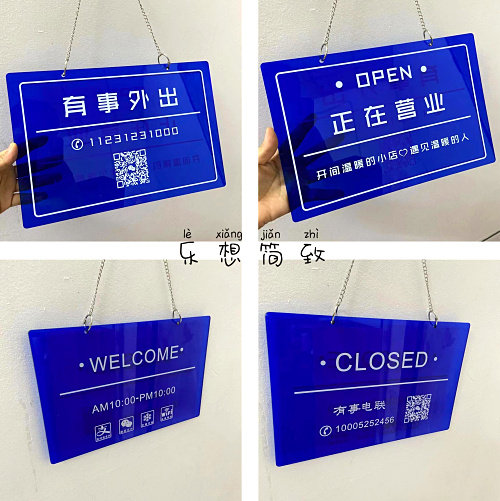 有事外出
11231231000
• OPEN •
正在营业
开间温暖的小店♡遇见温暖的人
lè xiǎng jiǎn zhì
乐想简致
·WELCOME·
AM10:00-PM10:00
支
WiFi
·CLOSED·
有事电联
10005252456